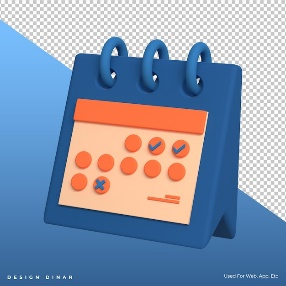 DESIGN DINAR
Used For Web, App, Etc